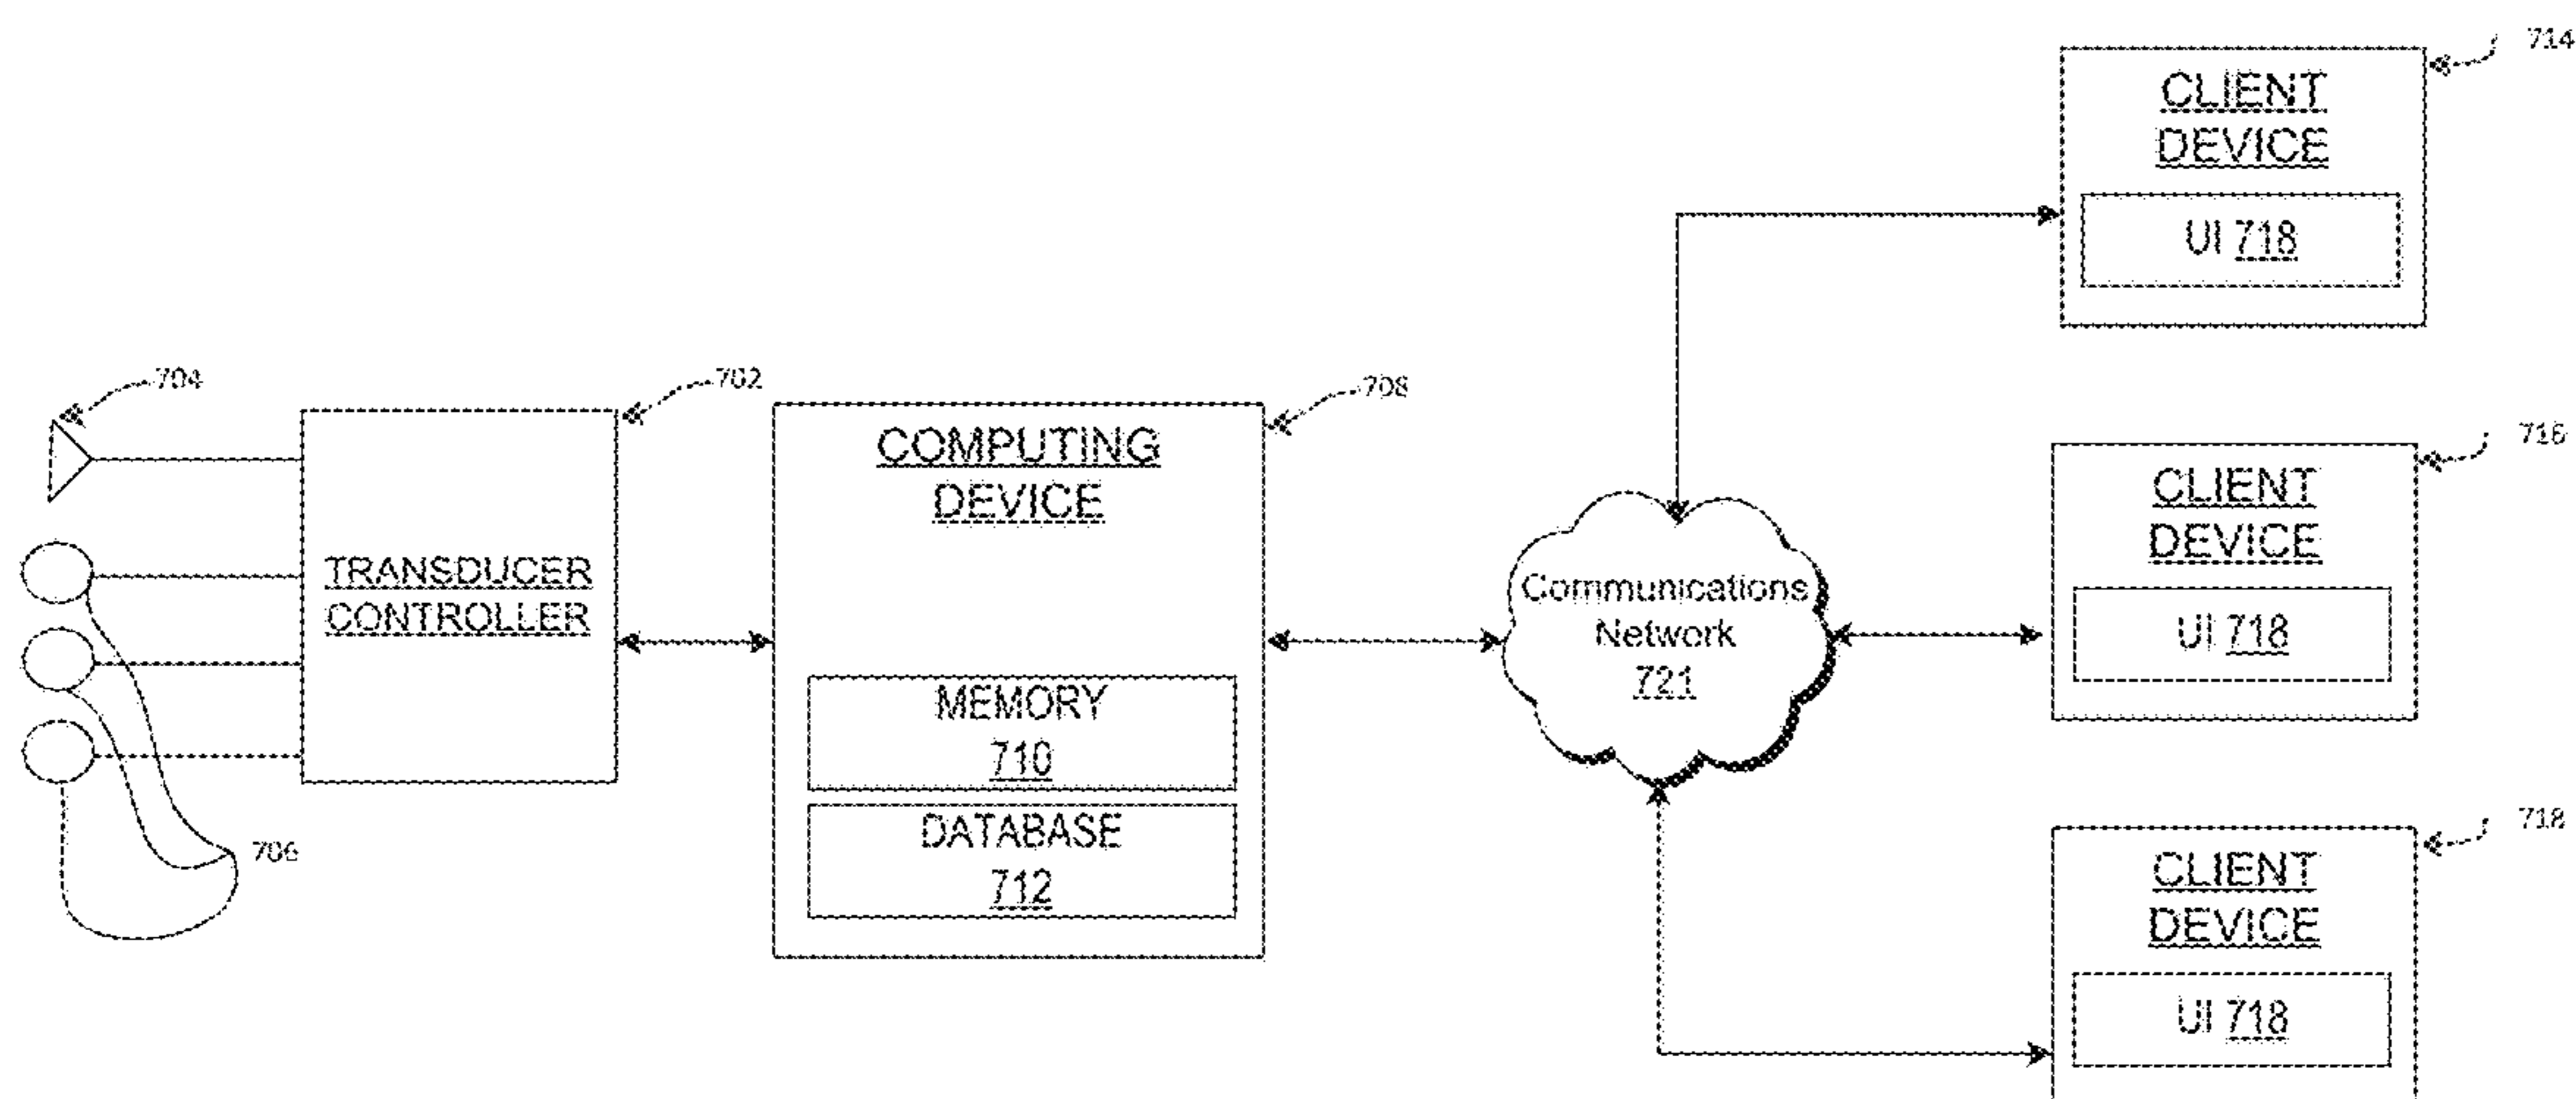 714
CLIENT
DEVICE
UI 718
704
702
708
TRANSDUCER
CONTROLLER
COMPUTING
DEVICE
MEMORY
710
DATABASE
712
706
Communications
Network
721
716
CLIENT
DEVICE
UI 718
718
CLIENT
DEVICE
UI 718